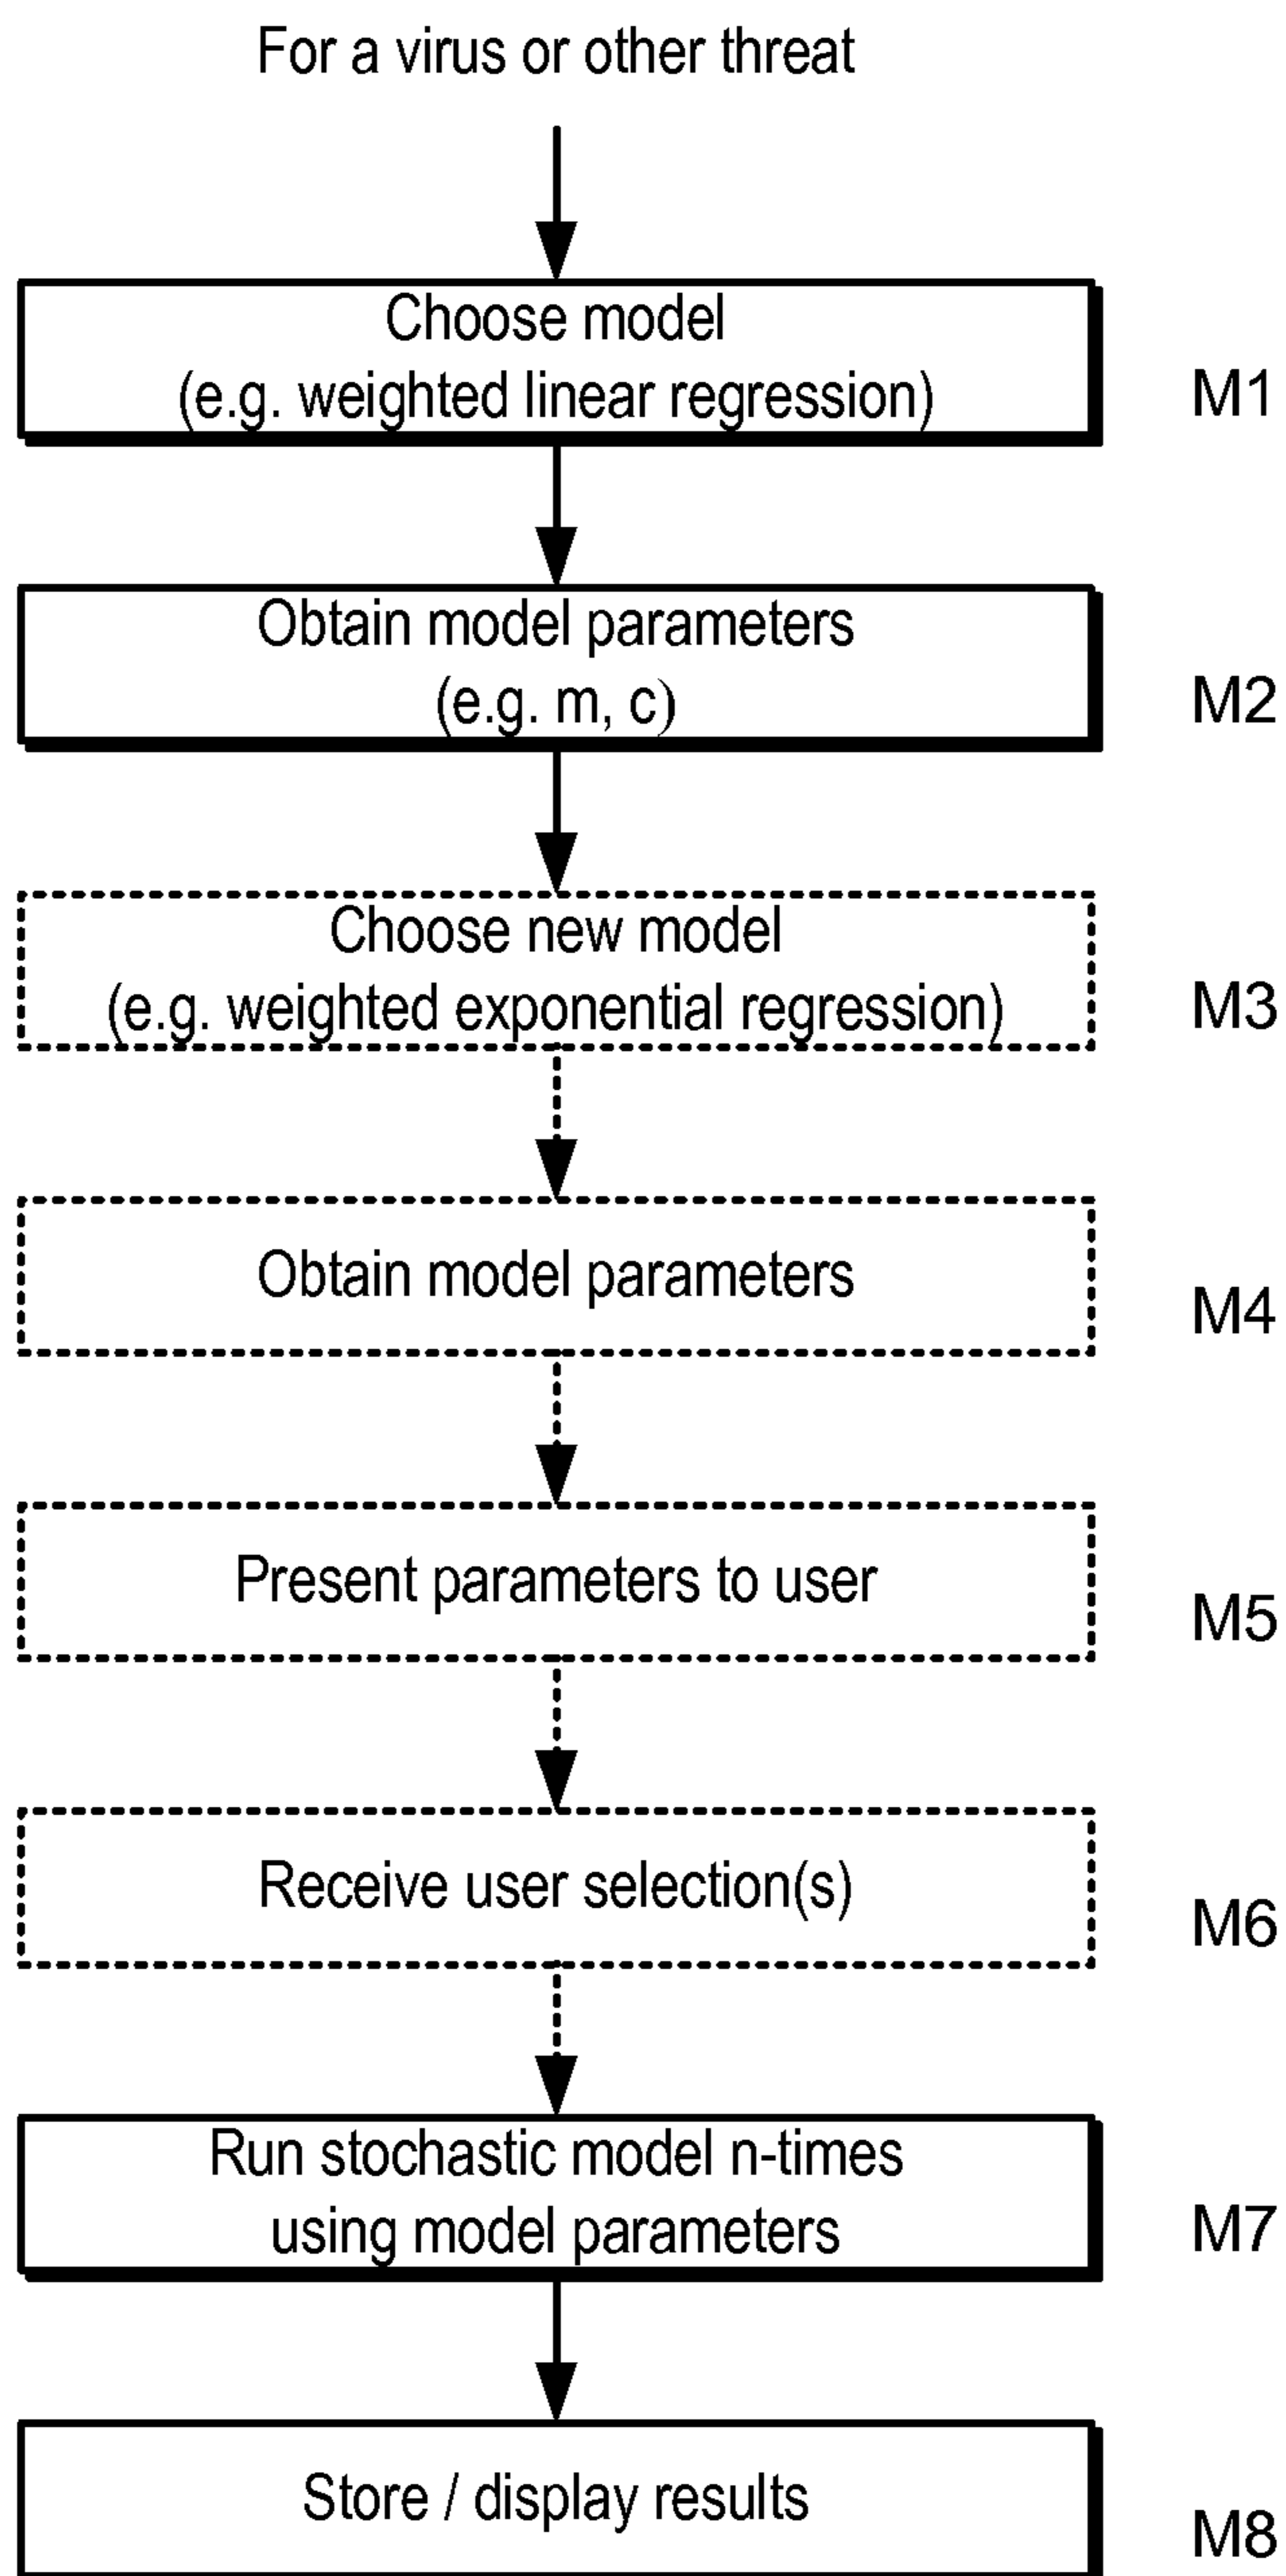 For a virus or other threat
Choose model
(e.g. weighted linear regression)
M1
Obtain model parameters
(e.g. m, c)
M2
Choose new model
(e.g. weighted exponential regression)
M3
Obtain model parameters
M4
Present parameters to user
M5
Receive user selection(s)
M6
Run stochastic model n-times
using model parameters
M7
Store / display results
M8